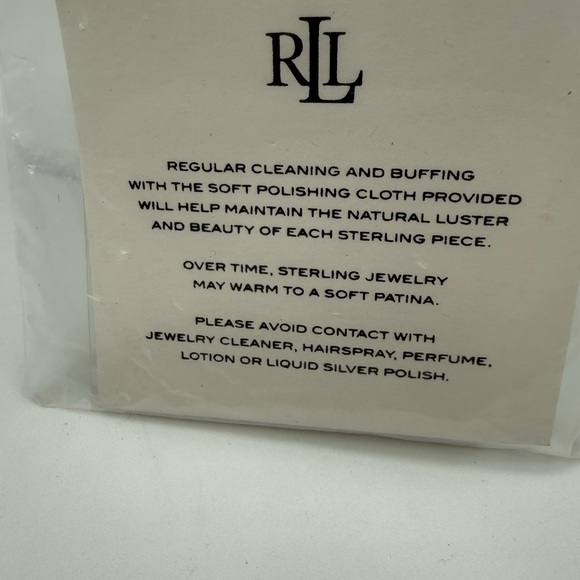 RLL
REGULAR CLEANING AND BUFFING
WITH THE SOFT POLISHING CLOTH PROVIDED
WILL HELP MAINTAIN THE NATURAL LUSTER
AND BEAUTY OF EACH STERLING PIECE.
OVER TIME, STERLING JEWELRY
MAY WARM TO A SOFT PATINA.
PLEASE AVOID CONTACT WITH
JEWELRY CLEANER, HAIRSPRAY, PERFUME,
LOTION OR LIQUID SILVER POLISH.